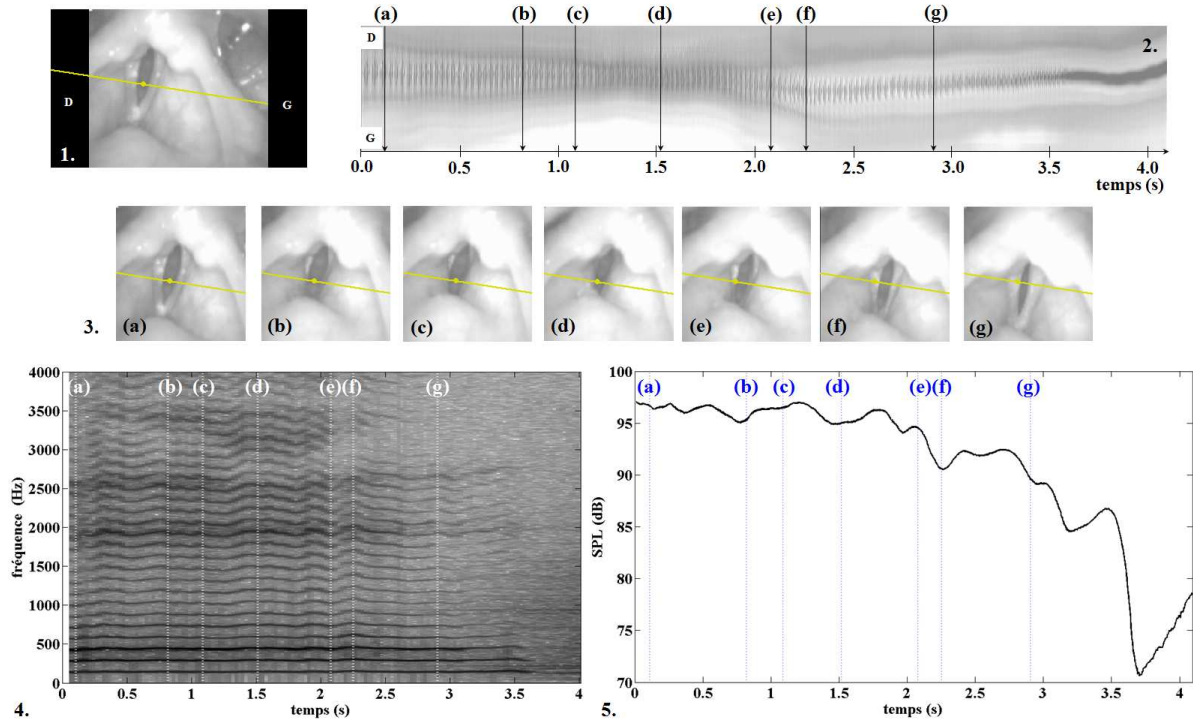 (a) (b) (c) (d) (e) (f) (g)
D
2.
D G
1.
G
0.0 0.5 1.0 1.5 2.0 2.5 3.0 3.5 4.0
temps (s)
3. (a) (b) (c) (d) (e) (f) (g)
4000
3500
3000
2500
2000
1500
1000
500
0
fréquence (Hz)
(a) (b) (c) (d) (e) (f) (g)
0 0.5 1 1.5 2 2.5 3 3.5 4
temps (s)
4.
100
95
90
85
80
75
70
SPL (dB)
(a) (b) (c) (d) (e) (f) (g)
0 0.5 1 1.5 2 2.5 3 3.5 4
temps (s)
5.